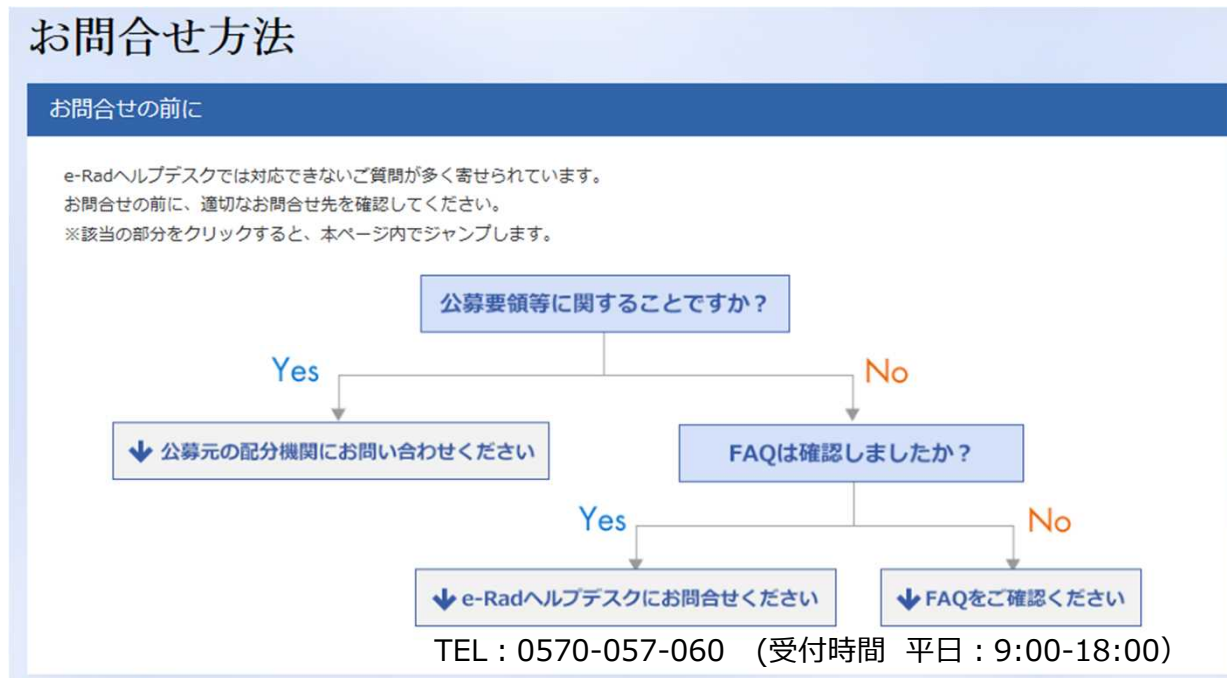 お問合せ方法
お問合せの前に
e-Radヘルプデスクでは対応できないご質問が多く寄せられています。
お問合せの前に、適切なお問合せ先を確認してください。
※該当の部分をクリックすると、本ページ内でジャンプします。
公募要領等に関することですか？
Yes
No
公募元の配分機関にお問い合わせください
FAQは確認しましたか？
Yes
No
e-Radヘルプデスクにお問合せください
FAQをご確認ください
TEL：0570-057-060　(受付時間 平日：9:00-18:00）